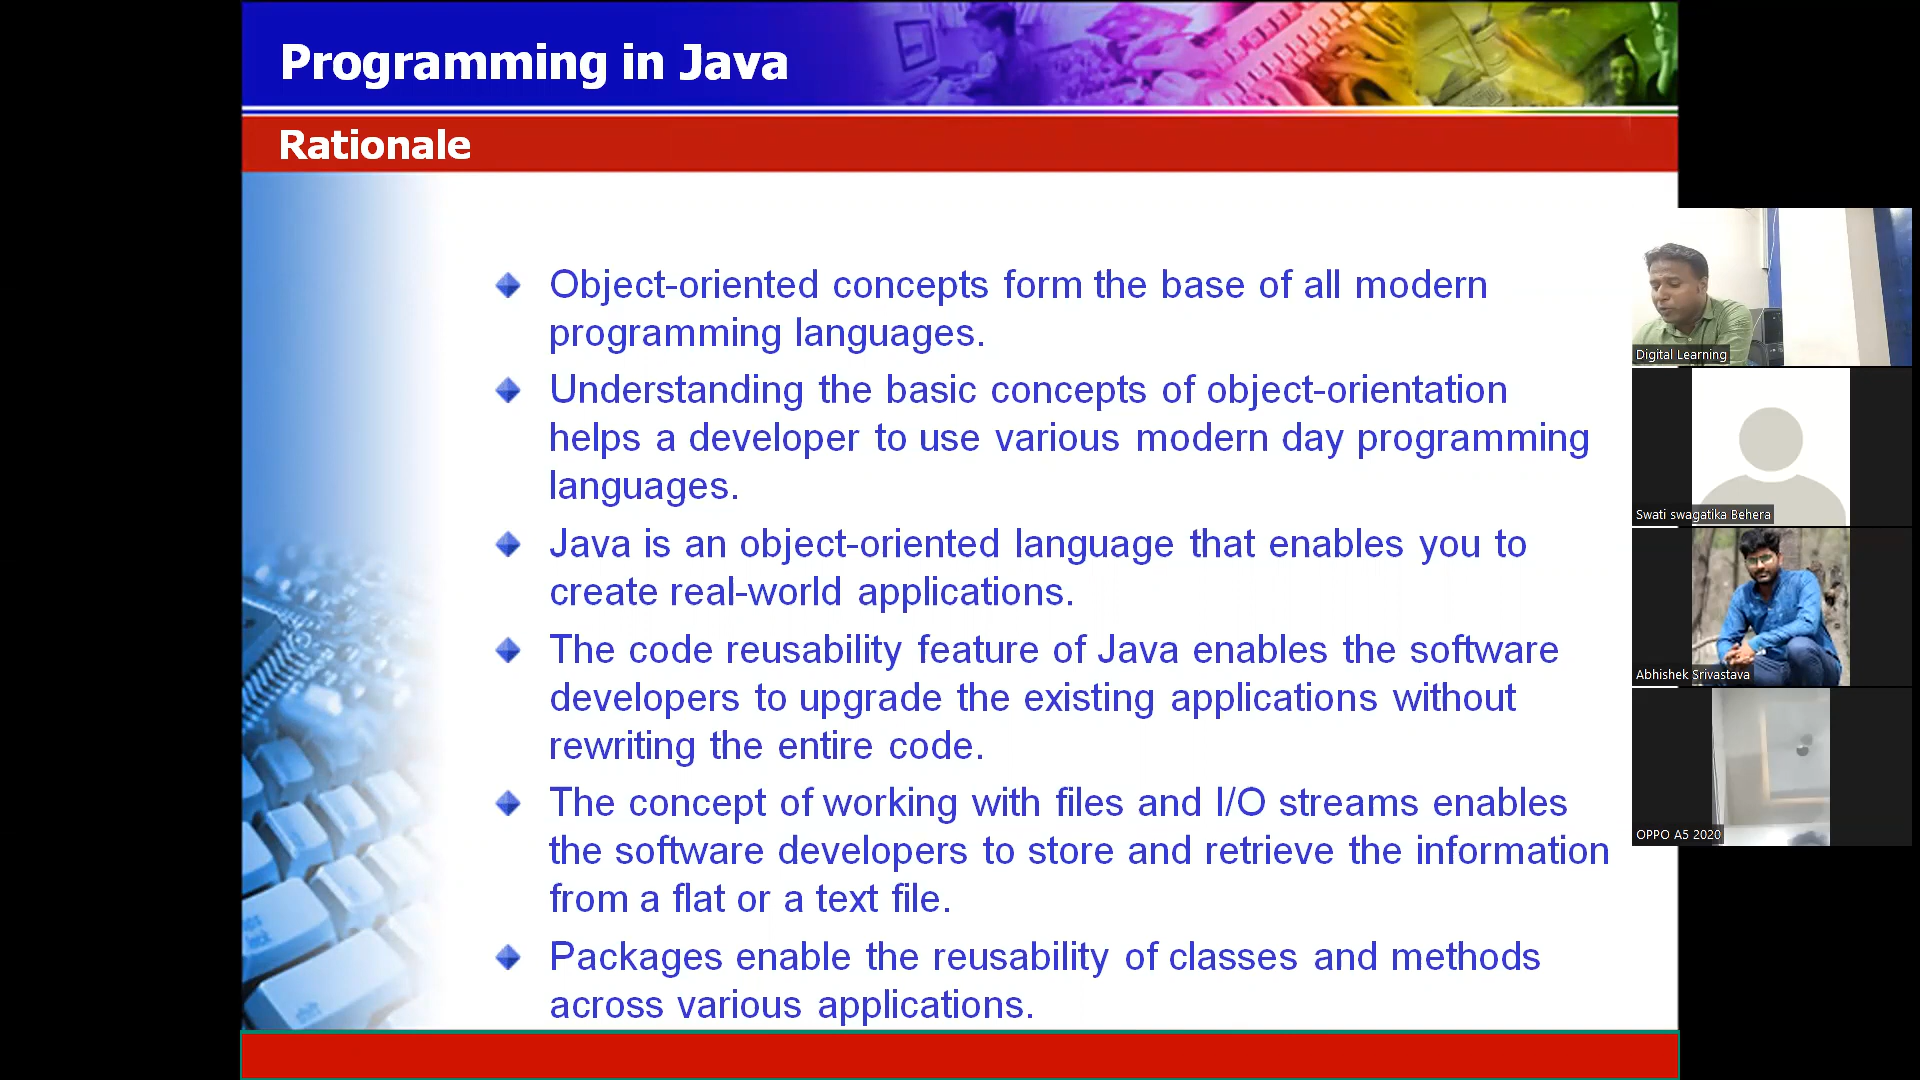 Programming in Java
Rationale
Object-oriented concepts form the base of all modern
programming languages.
Understanding the basic concepts of object-orientation
helps a developer to use various modern day programming
languages.
Java is an object-oriented language that enables you to
create real-world applications.
The code reusability feature of Java enables the software
developers to upgrade the existing applications without
rewriting the entire code.
The concept of working with files and I/O streams enables
the software developers to store and retrieve the information
from a flat or a text file.
Packages enable the reusability of classes and methods
across various applications.
Digital Learning
Swati swagatika Behera
Abhishek Srivastava
OPPO A5 2020